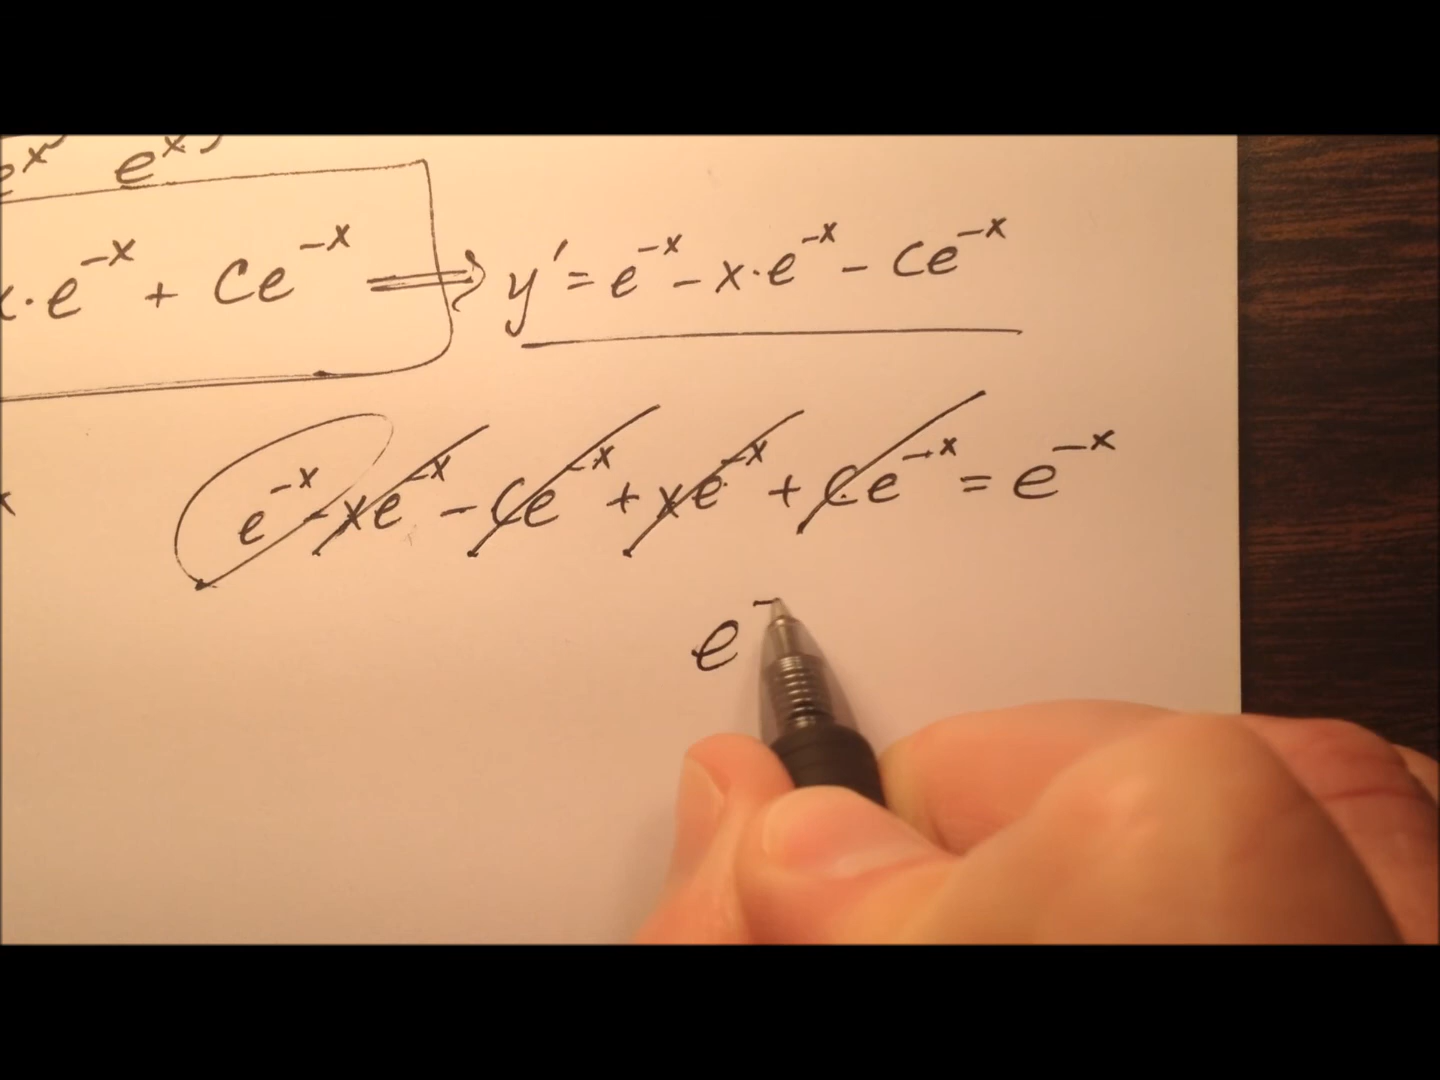 e^x e^x
x·e^{-x} + Ce^{-x} ⟹ y' = e^{-x} - x·e^{-x} - Ce^{-x}
e^{-x} - xe^{-x} - Ce^{-x} + xe^{-x} + Ce^{-x} = e^{-x}
x
e^-